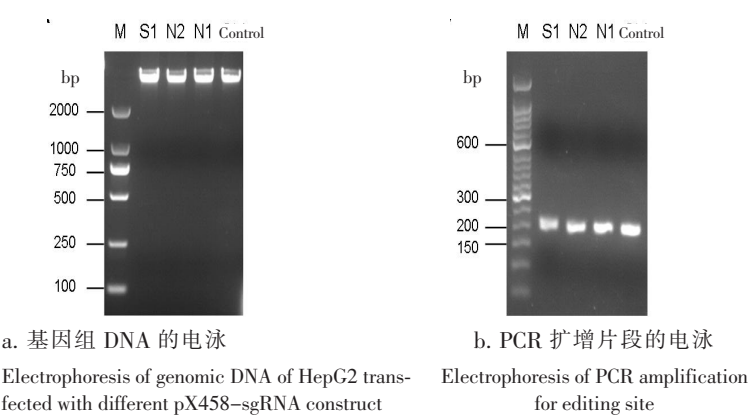 M S1 N2 N1 Control
bp
2000
1000
750
500
250
100
a. 基因组 DNA 的电泳
Electrophoresis of genomic DNA of HepG2 trans-
fected with different pX458-sgRNA construct
M S1 N2 N1 Control
bp
600
300
200
150
b. PCR 扩增片段的电泳
Electrophoresis of PCR amplification
for editing site